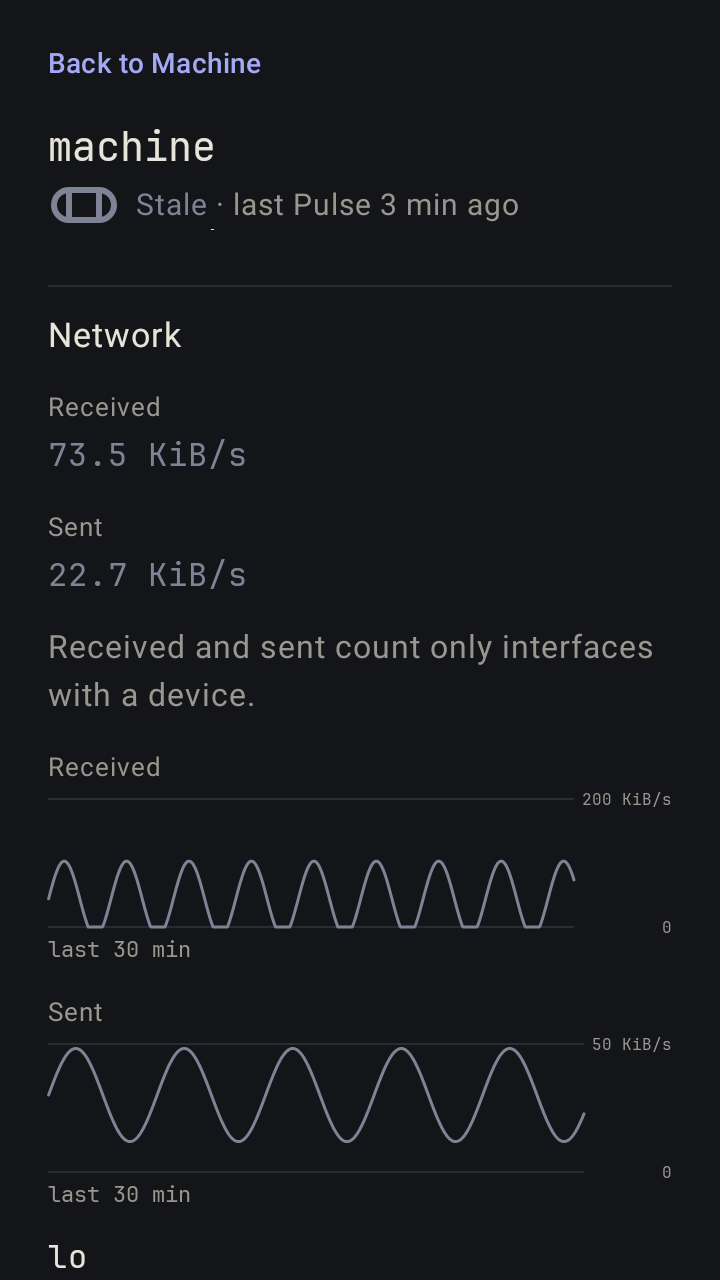 Back to Machine
machine
Stale · last Pulse 3 min ago
Network
Received
73.5 KiB/s
Sent
22.7 KiB/s
Received and sent count only interfaces
with a device.
Received
200 KiB/s
0
last 30 min
Sent
50 KiB/s
0
last 30 min
lo